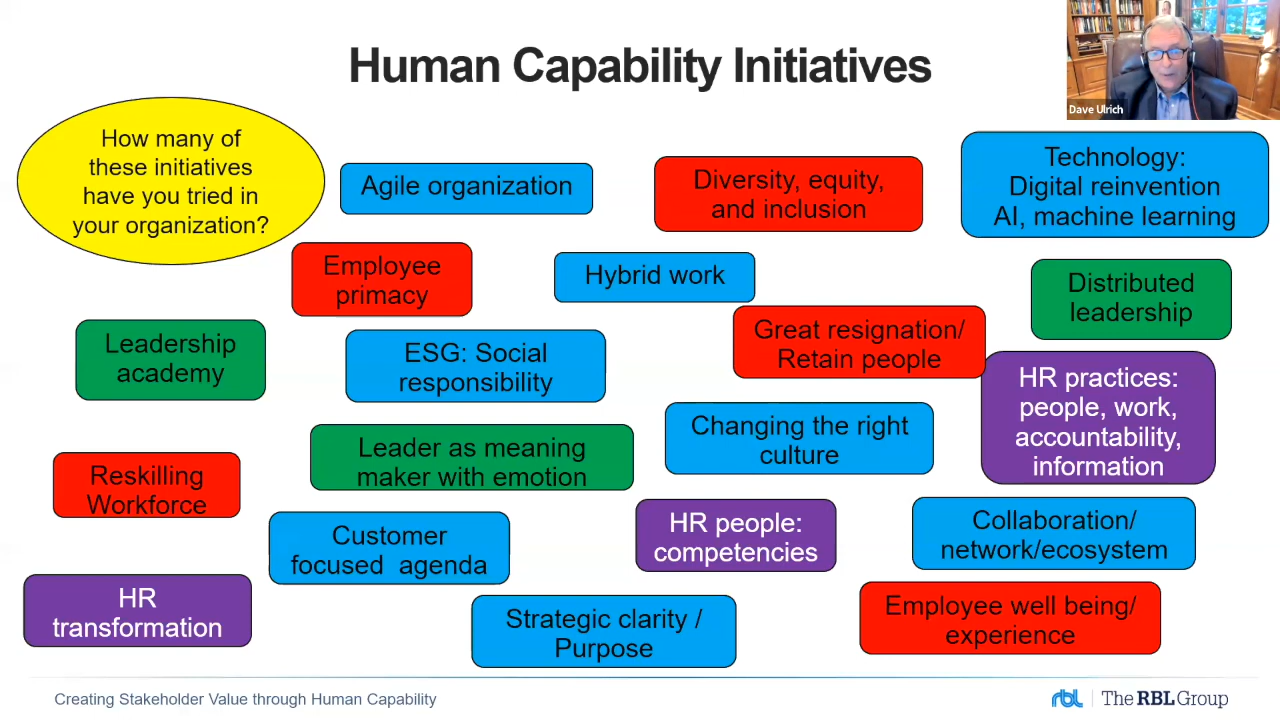 Human Capability Initiatives
Dave Ulrich
How many of
these initiatives
have you tried in
your organization?
Agile organization
Diversity, equity,
and inclusion
Technology:
Digital reinvention
AI, machine learning
Employee
primacy
Hybrid work
Distributed
leadership
Leadership
academy
ESG: Social
responsibility
Great resignation/
Retain people
HR practices:
people, work,
accountability,
information
Leader as meaning
maker with emotion
Changing the right
culture
Reskilling
Workforce
Customer
focused agenda
HR people:
competencies
Collaboration/
network/ecosystem
HR
transformation
Strategic clarity /
Purpose
Employee well being/
experience
Creating Stakeholder Value through Human Capability
rbl
The RBL Group